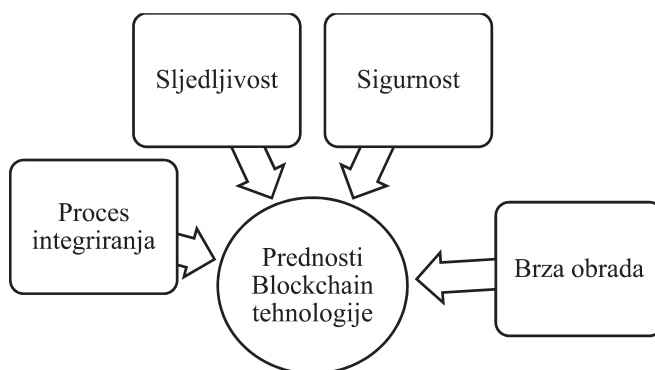 Sljedljivost
Sigurnost
Proces
integriranja
Prednosti
Blockchain
tehnologije
Brza obrada